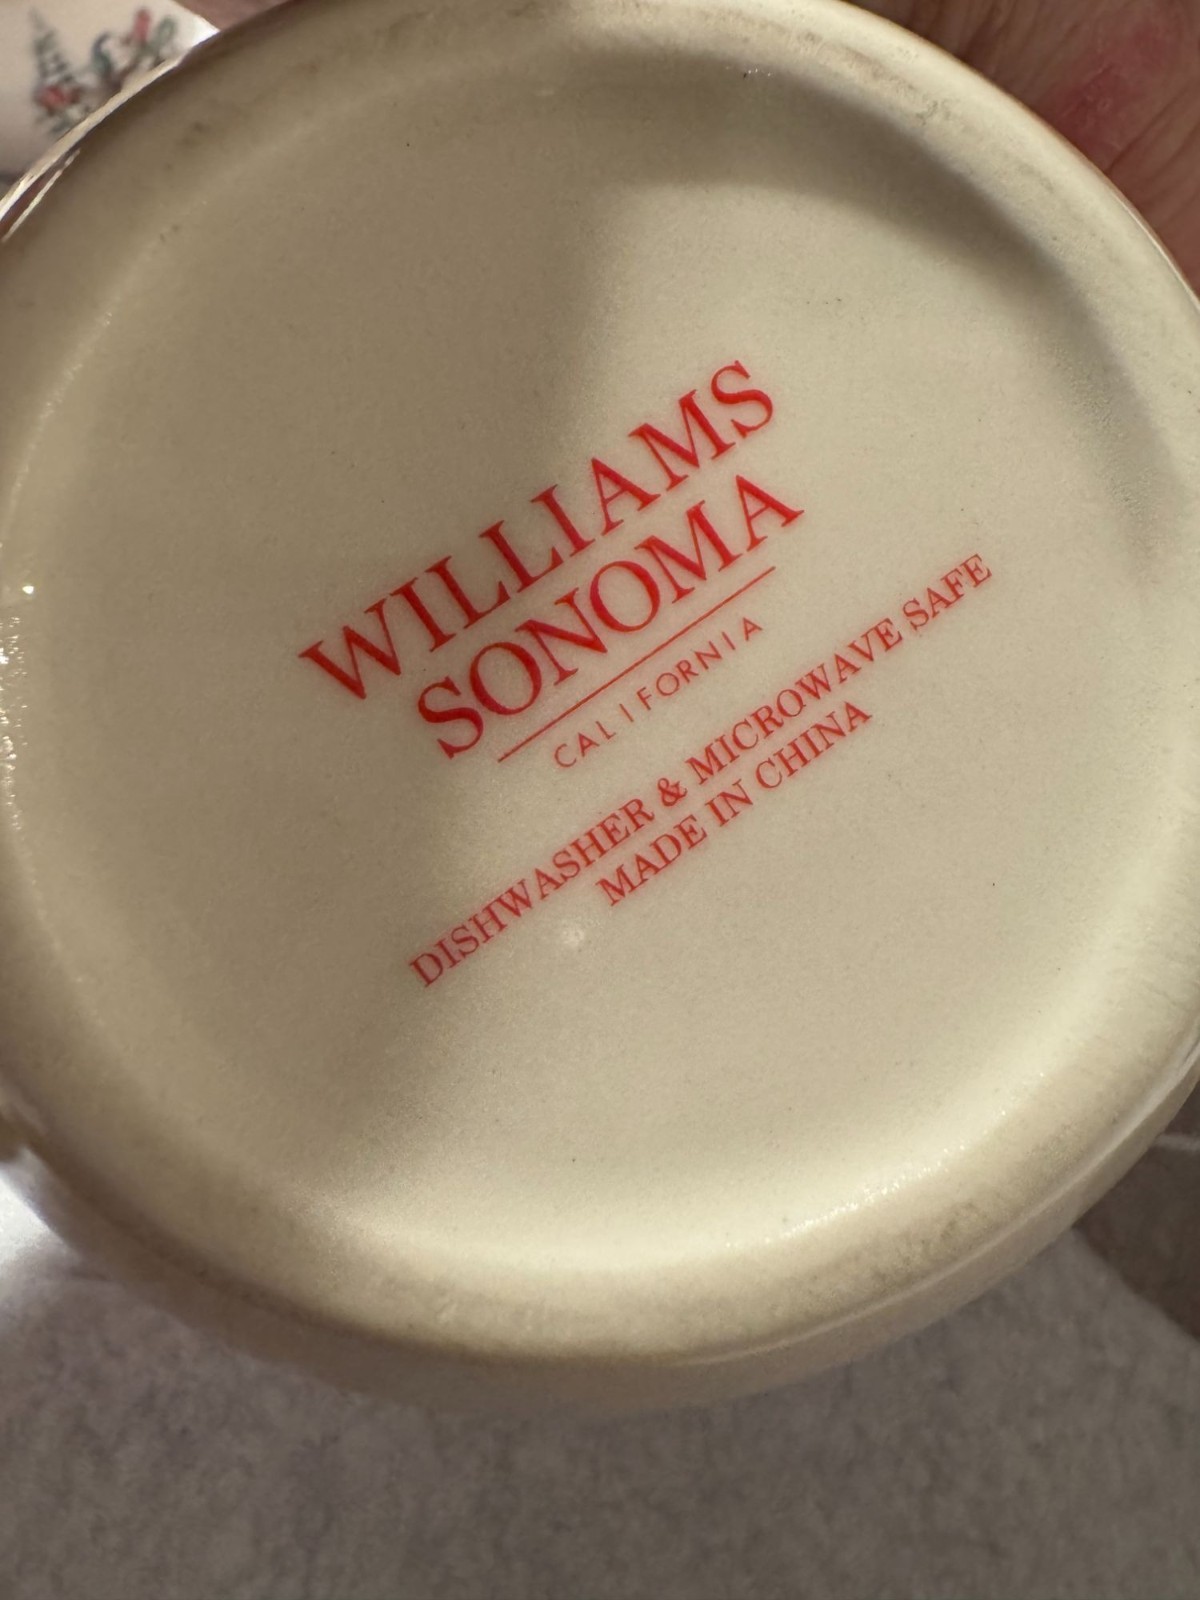 WILLIAMS
SONOMA
CALIFORNIA
DISHWASHER & MICROWAVE SAFE
MADE IN CHINA